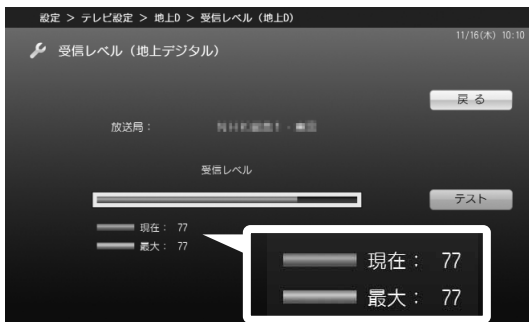 設定 > テレビ設定 > 地上D > 受信レベル（地上D）
11/16(木) 10:10
受信レベル（地上デジタル）
戻る
放送局：
受信レベル
テスト
現在： 77
最大： 77
現在： 77
最大： 77